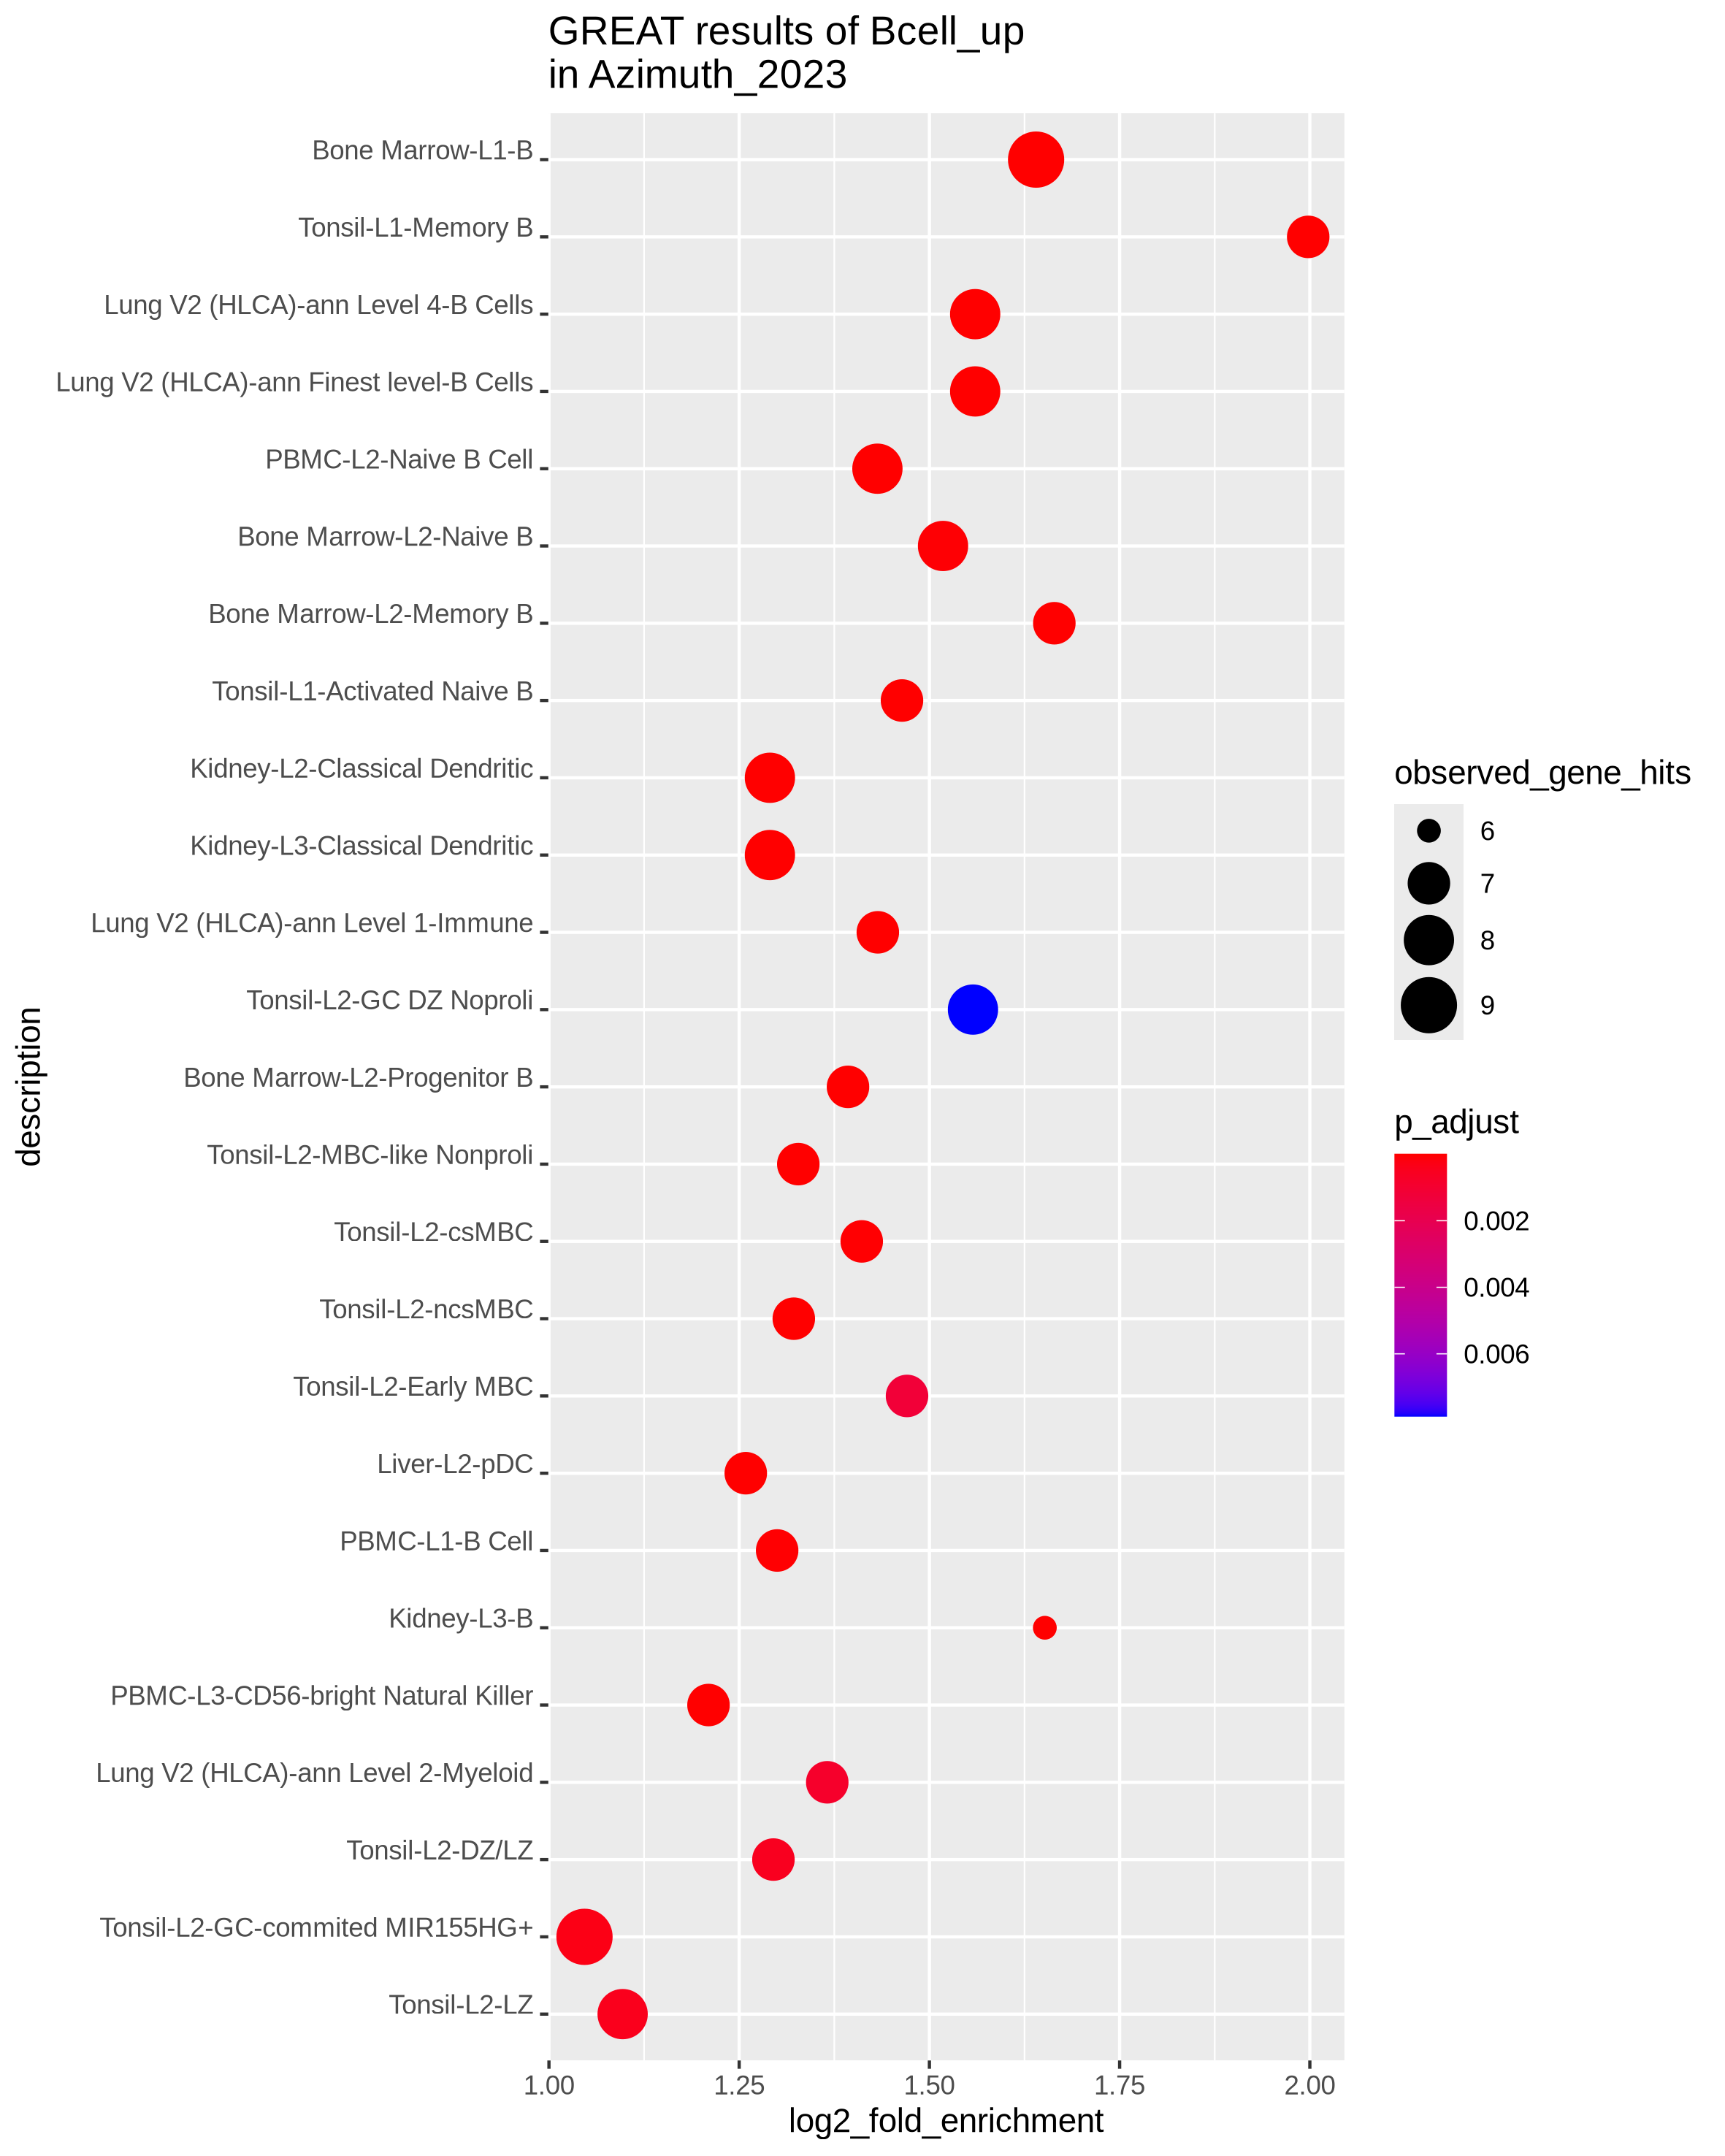 GREAT results of Bcell_up
in Azimuth_2023
description
Bone Marrow-L1-B
Tonsil-L1-Memory B
Lung V2 (HLCA)-ann Level 4-B Cells
Lung V2 (HLCA)-ann Finest level-B Cells
PBMC-L2-Naive B Cell
Bone Marrow-L2-Naive B
Bone Marrow-L2-Memory B
Tonsil-L1-Activated Naive B
Kidney-L2-Classical Dendritic
Kidney-L3-Classical Dendritic
Lung V2 (HLCA)-ann Level 1-Immune
Tonsil-L2-GC DZ Noproli
Bone Marrow-L2-Progenitor B
Tonsil-L2-MBC-like Nonproli
Tonsil-L2-csMBC
Tonsil-L2-ncsMBC
Tonsil-L2-Early MBC
Liver-L2-pDC
PBMC-L1-B Cell
Kidney-L3-B
PBMC-L3-CD56-bright Natural Killer
Lung V2 (HLCA)-ann Level 2-Myeloid
Tonsil-L2-DZ/LZ
Tonsil-L2-GC-commited MIR155HG+
Tonsil-L2-LZ
1.00 1.25 1.50 1.75 2.00
log2_fold_enrichment
observed_gene_hits
6
7
8
9
p_adjust
0.002
0.004
0.006